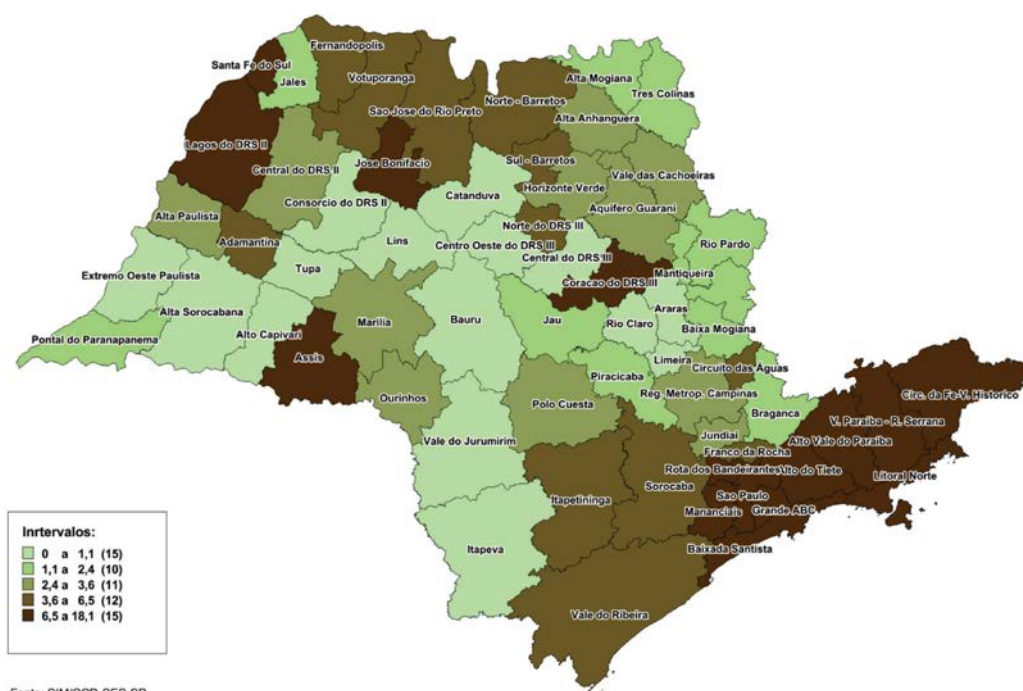 Fernandopolis
Santa Fe do Sul
Jales
Votuporanga
Alta Mogiana
Tres Colinas
Sao Jose do Rio Preto
Norte - Barretos
Alta Anhanguera
Lagos do DRS II
Central do DRS II
Jose Bonifacio
Sul - Barretos
Vale das Cachoeiras
Horizonte Verde
Catanduva
Consorcio do DRS II
Aquifero Guarani
Alta Paulista
Adamantina
Norte do DRS III
Lins
Centro Oeste do DRS III
Rio Pardo
Central do DRS III
Tupa
Extremo Oeste Paulista
Mantiqueira
Coracao do DRS III
Alta Sorocabana
Araras
Bauru
Jau
Rio Claro
Marilia
Baixa Mogiana
Alto Capivari
Pontal do Paranapanema
Assis
Limeira
Circuito das Águas
Piracicaba
Reg. Metrop. Campinas
Circ. da Fe-V. Historico
Ourinhos
Polo Cuesta
Braganca
V. Paraiba - R. Serrana
Jundiai
Vale do Jurumirim
Alto Vale do Paraiba
Franco da Rocha
Rota dos Bandeirantes
Alto do Tiete
Litoral Norte
Sorocaba
Itapetininga
Sao Paulo
Mananciais
Grande ABC
Itapeva
Baixada Santista
Vale do Ribeira
Inrtervalos:
0 a 1,1 (15)
1,1 a 2,4 (10)
2,4 a 3,6 (11)
3,6 a 6,5 (12)
6,5 a 18,1 (15)